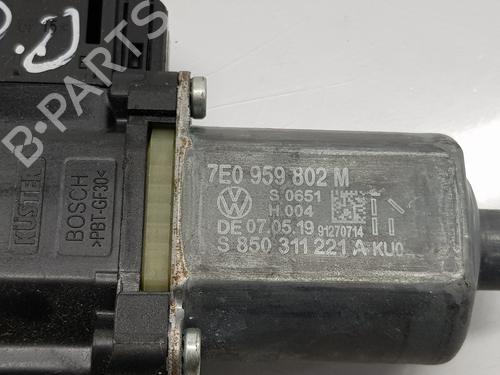 7E0 959 802 M
S.0651
H.004
DE 07.05.19 91270714
S 850 311 221 A KU0
KÜSTER
BOSCH
>PBT-GF30<
B-PARTS